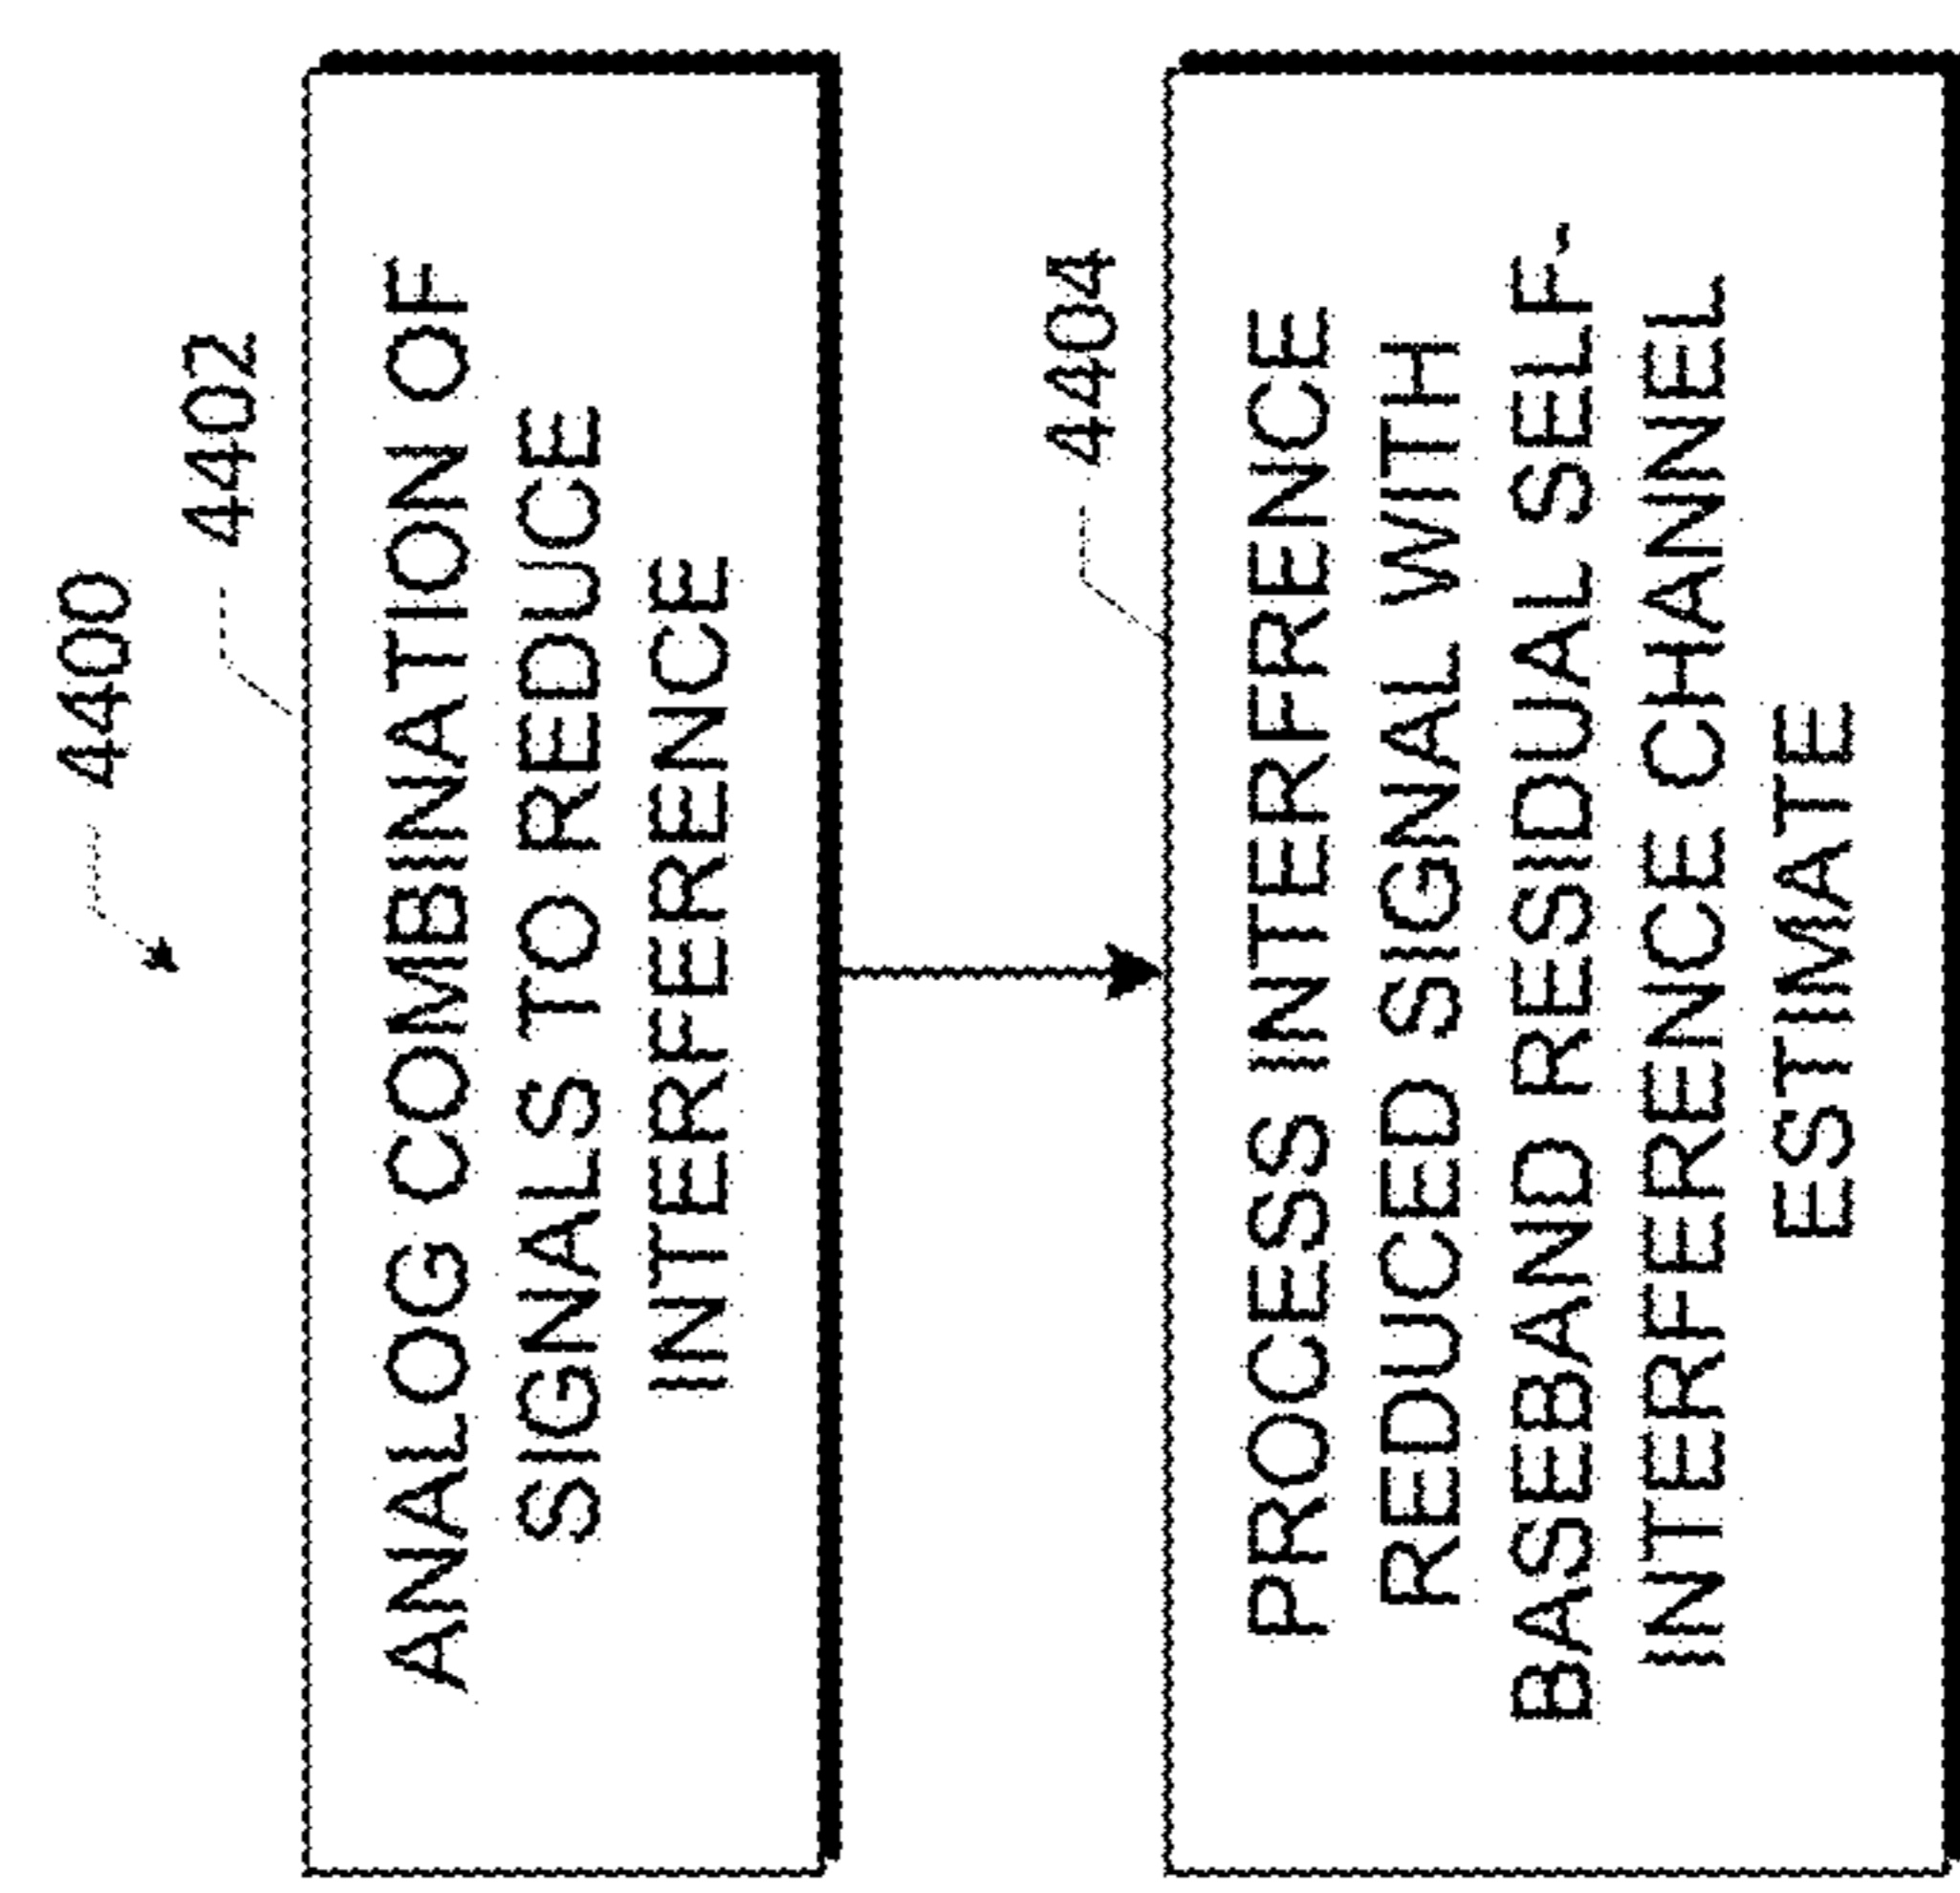 4400
4402
ANALOG COMBINATION OF
SIGNALS TO REDUCE
INTERFERENCE
4404
PROCESS INTERFERENCE
REDUCED SIGNAL WITH
BASEBAND RESIDUAL SELF-
INTERFERENCE CHANNEL
ESTIMATE